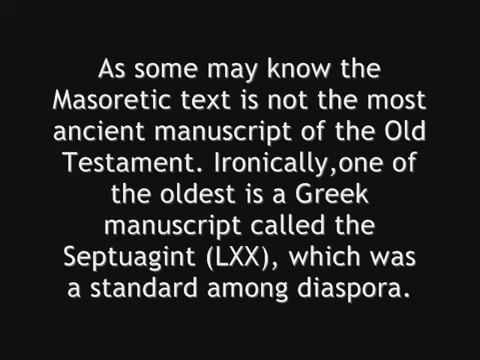 As some may know the
Masoretic text is not the most
ancient manuscript of the Old
Testament. Ironically,one of
the oldest is a Greek
manuscript called the
Septuagint (LXX), which was
a standard among diaspora.